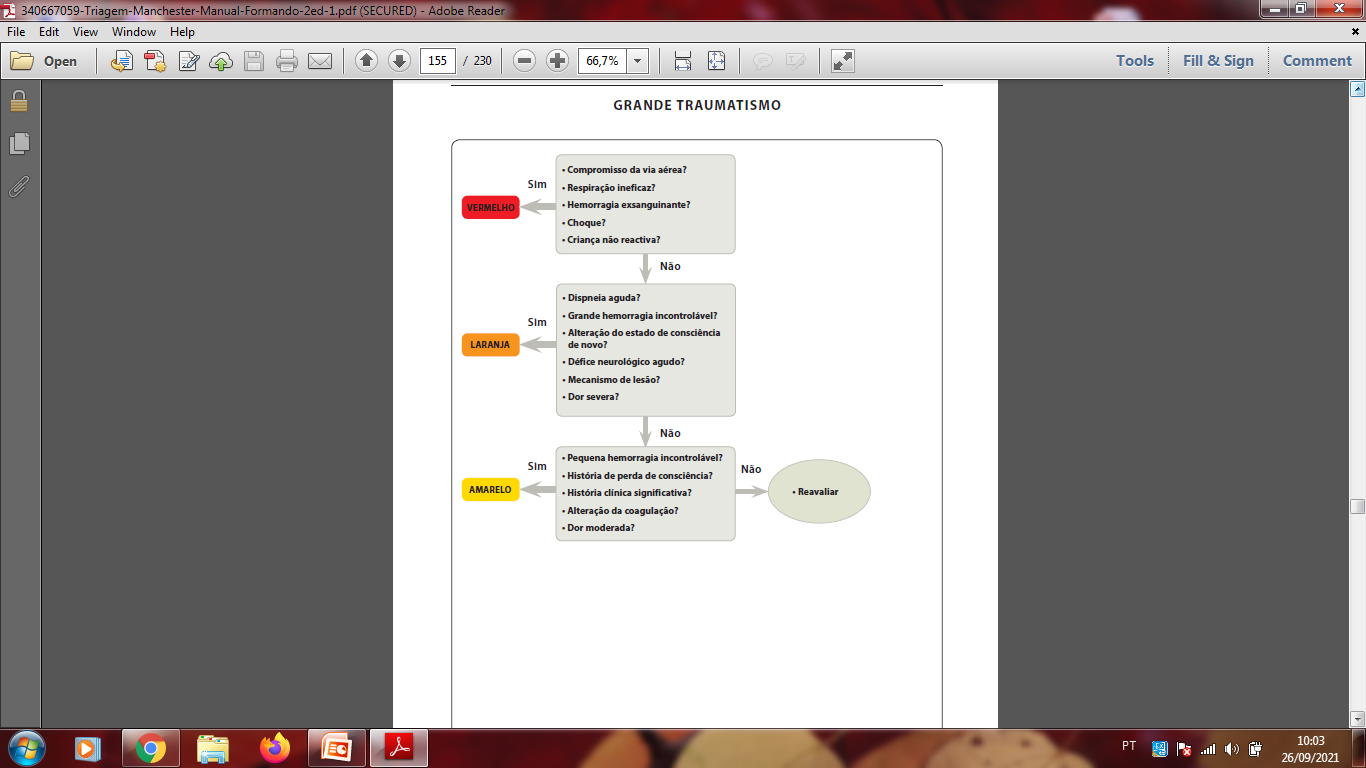 340667059-Triagem-Manchester-Manual-Formando-2ed-1.pdf (SECURED) - Adobe Reader
File Edit View Window Help
Open 155 / 230 66,7% Tools Fill & Sign Comment
GRANDE TRAUMATISMO
• Compromisso da via aérea?
• Respiração ineficaz?
• Hemorragia exsanguinante?
• Choque?
• Criança não reactiva?
Sim
VERMELHO
Não
• Dispneia aguda?
• Grande hemorragia incontrolável?
• Alteração do estado de consciência
de novo?
• Défice neurológico agudo?
• Mecanismo de lesão?
• Dor severa?
Sim
LARANJA
Não
• Pequena hemorragia incontrolável?
• História de perda de consciência?
• História clínica significativa?
• Alteração da coagulação?
• Dor moderada?
Sim
AMARELO
Não
• Reavaliar
PT
10:03
26/09/2021